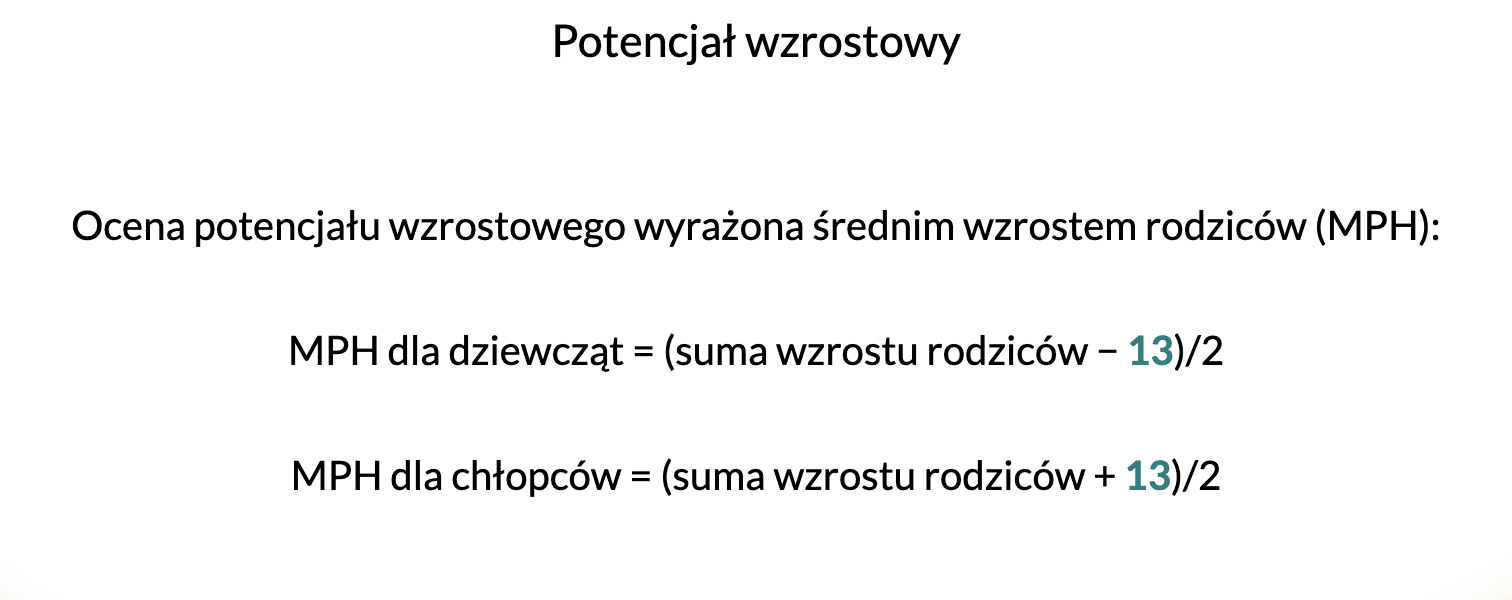 Potencjał wzrostowy
Ocena potencjału wzrostowego wyrażona średnim wzrostem rodziców (MPH):
MPH dla dziewcząt = (suma wzrostu rodziców − 13)/2
MPH dla chłopców = (suma wzrostu rodziców + 13)/2